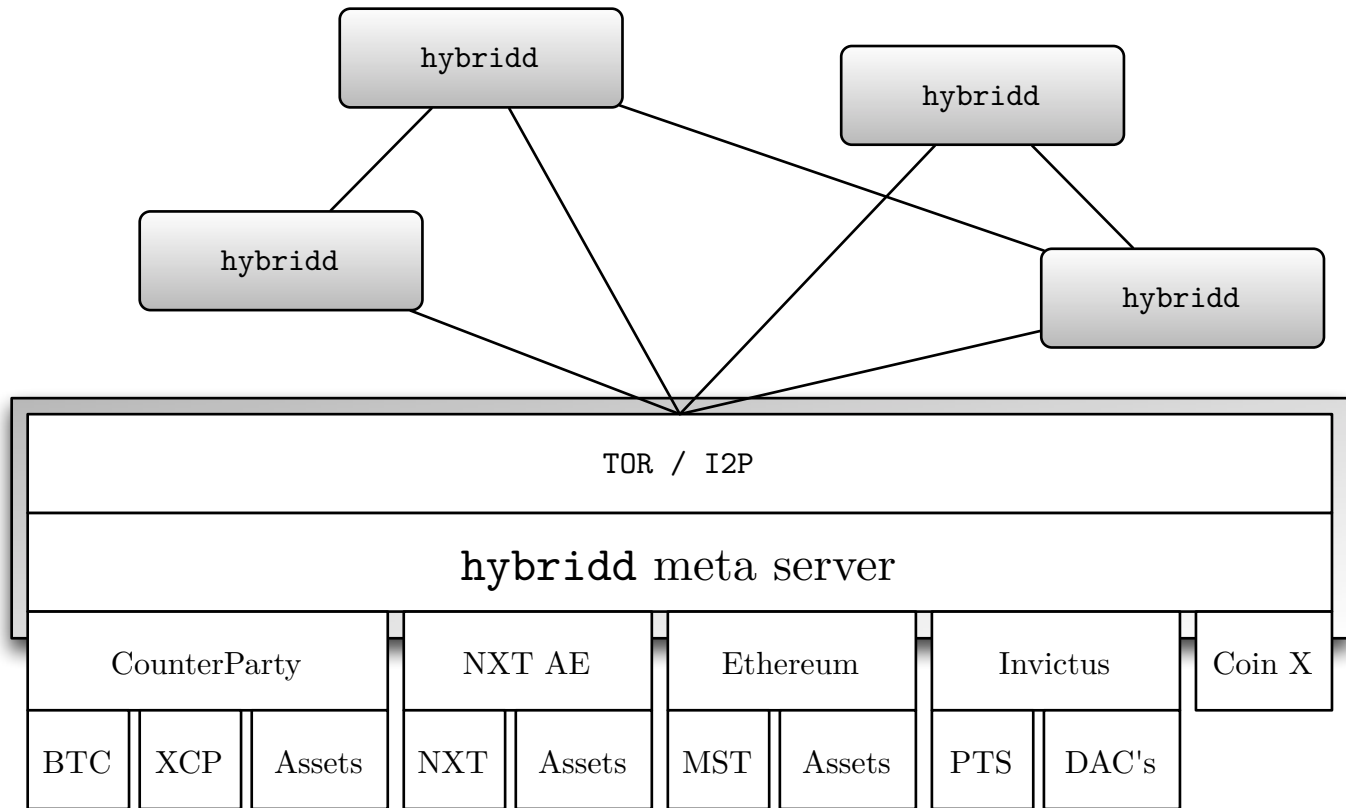 hybridd
hybridd
hybridd
hybridd
TOR / I2P
hybridd meta server
CounterParty
NXT AE
Ethereum
Invictus
Coin X
BTC
XCP
Assets
NXT
Assets
MST
Assets
PTS
DAC's